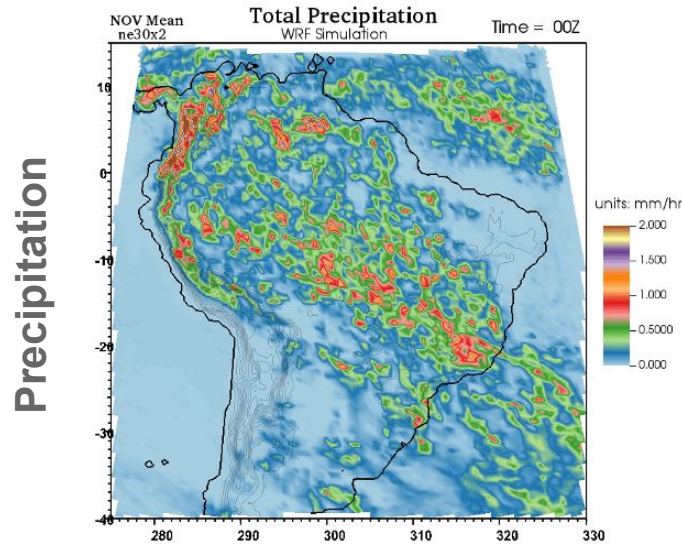 NOV Mean
ne30x2
Total Precipitation
WRF Simulation
Time = 00Z
Precipitation
10
0
-10
-20
-30
-40
280
290
300
310
320
330
units: mm/hr
2.000
1.500
1.000
0.5000
0.000